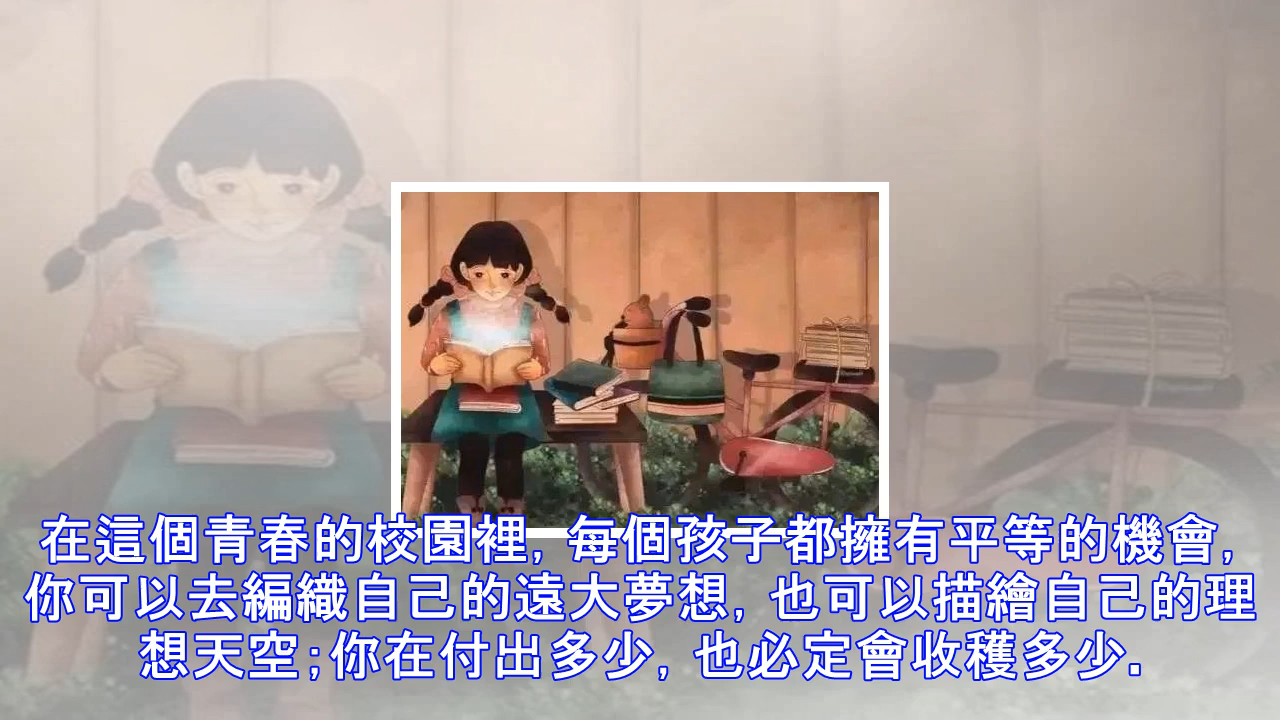 在這個青春的校園裡, 每個孩子都擁有平等的機會,
你可以去編織自己的遠大夢想, 也可以描繪自己的理
想天空;你在付出多少, 也必定會收穫多少.